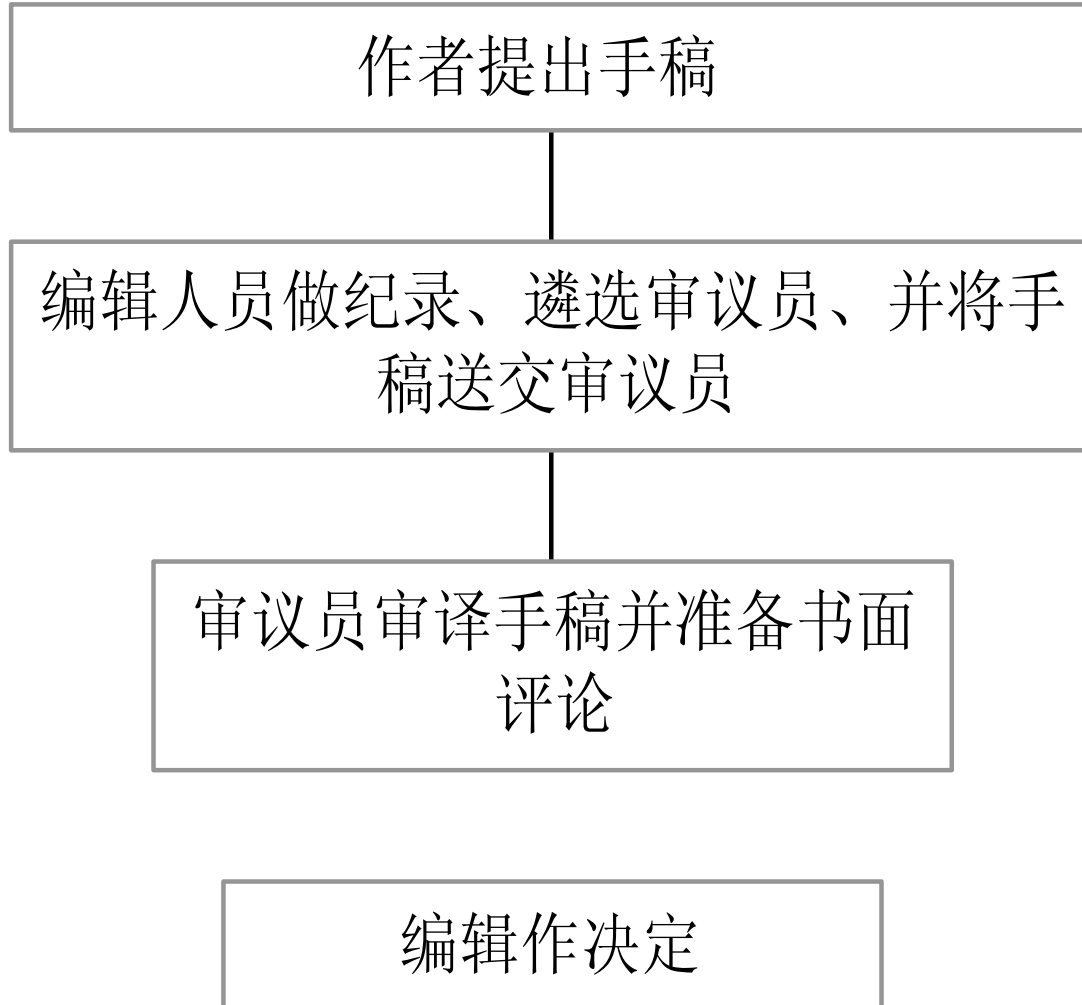 作者提出手稿
编辑人员做纪录、遴选审议员、并将手
稿送交审议员
审议员审译手稿并准备书面
评论
编辑作决定